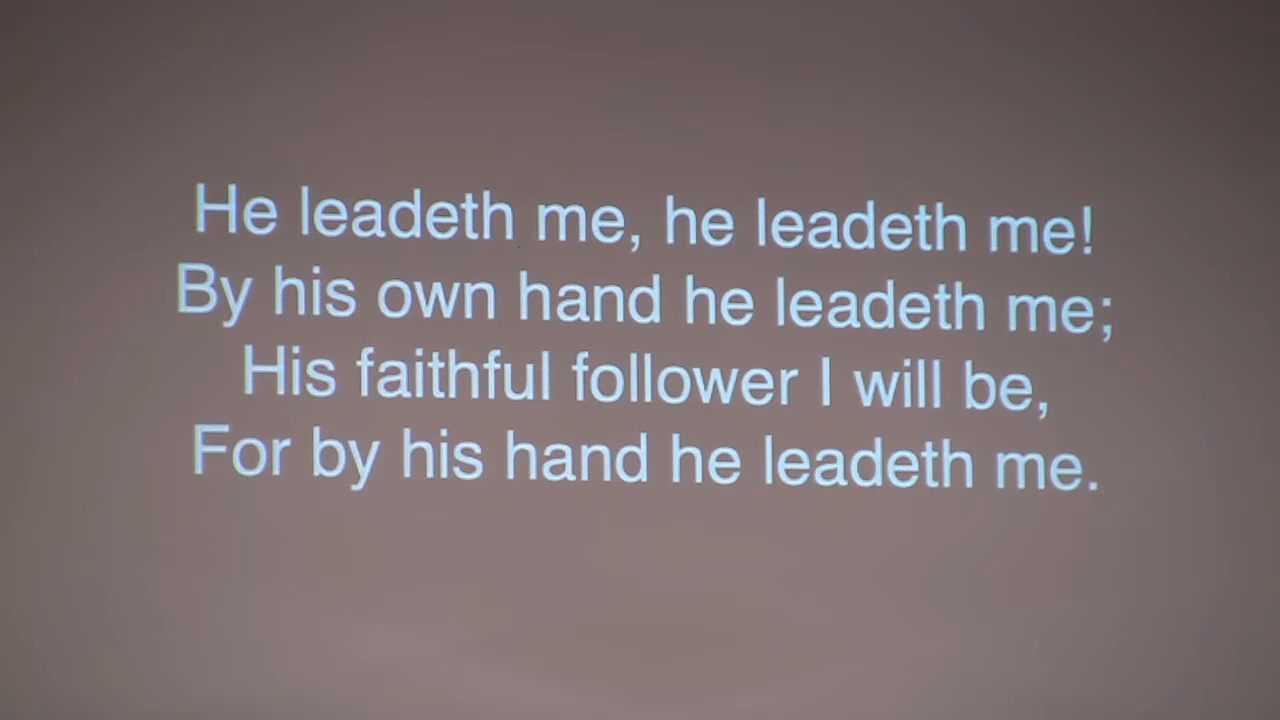 He leadeth me, he leadeth me!
By his own hand he leadeth me;
His faithful follower I will be,
For by his hand he leadeth me.